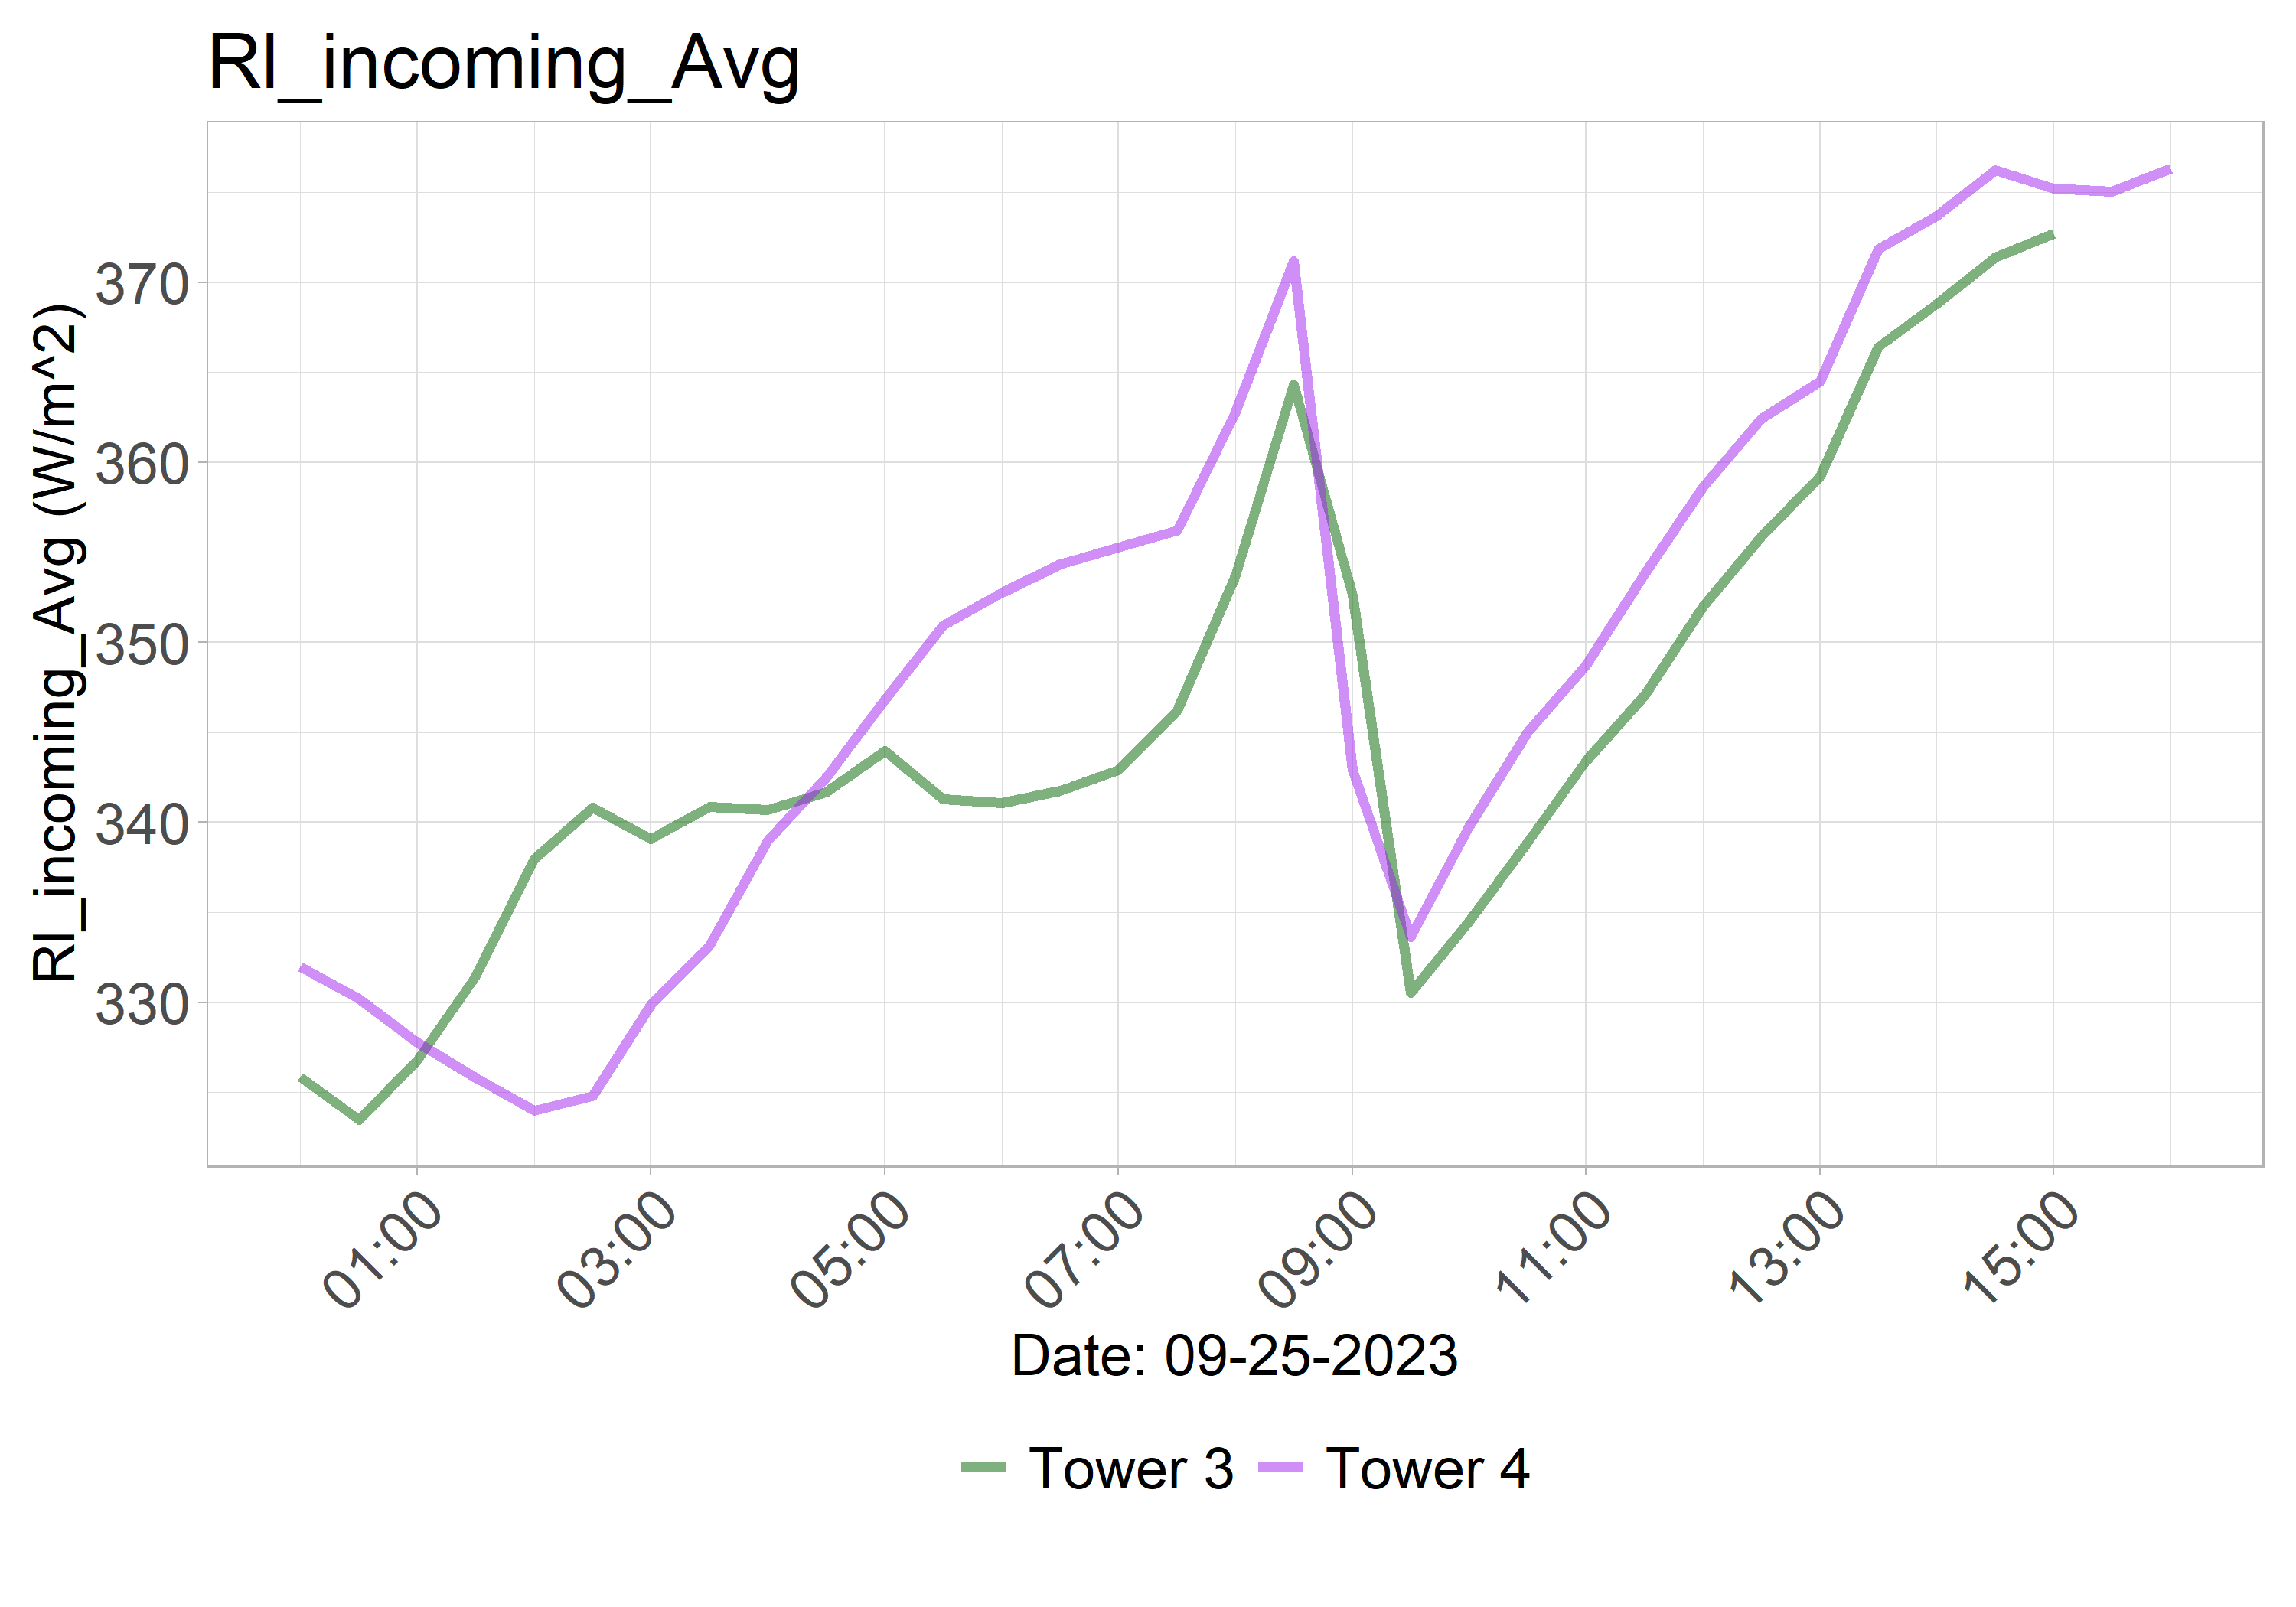 Rl_incoming_Avg
Rl_incoming_Avg (W/m^2)
370
360
350
340
330
01:00 03:00 05:00 07:00 09:00 11:00 13:00 15:00
Date: 09-25-2023
Tower 3 Tower 4